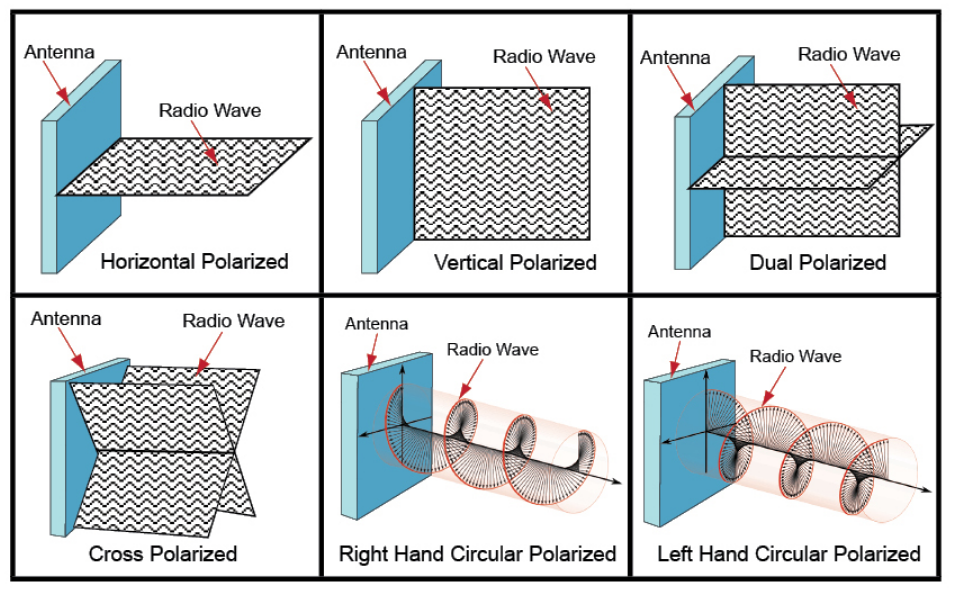 Antenna
Radio Wave
Horizontal Polarized
Antenna
Radio Wave
Vertical Polarized
Antenna
Radio Wave
Dual Polarized
Antenna
Radio Wave
Cross Polarized
Antenna
Radio Wave
Right Hand Circular Polarized
Antenna
Radio Wave
Left Hand Circular Polarized